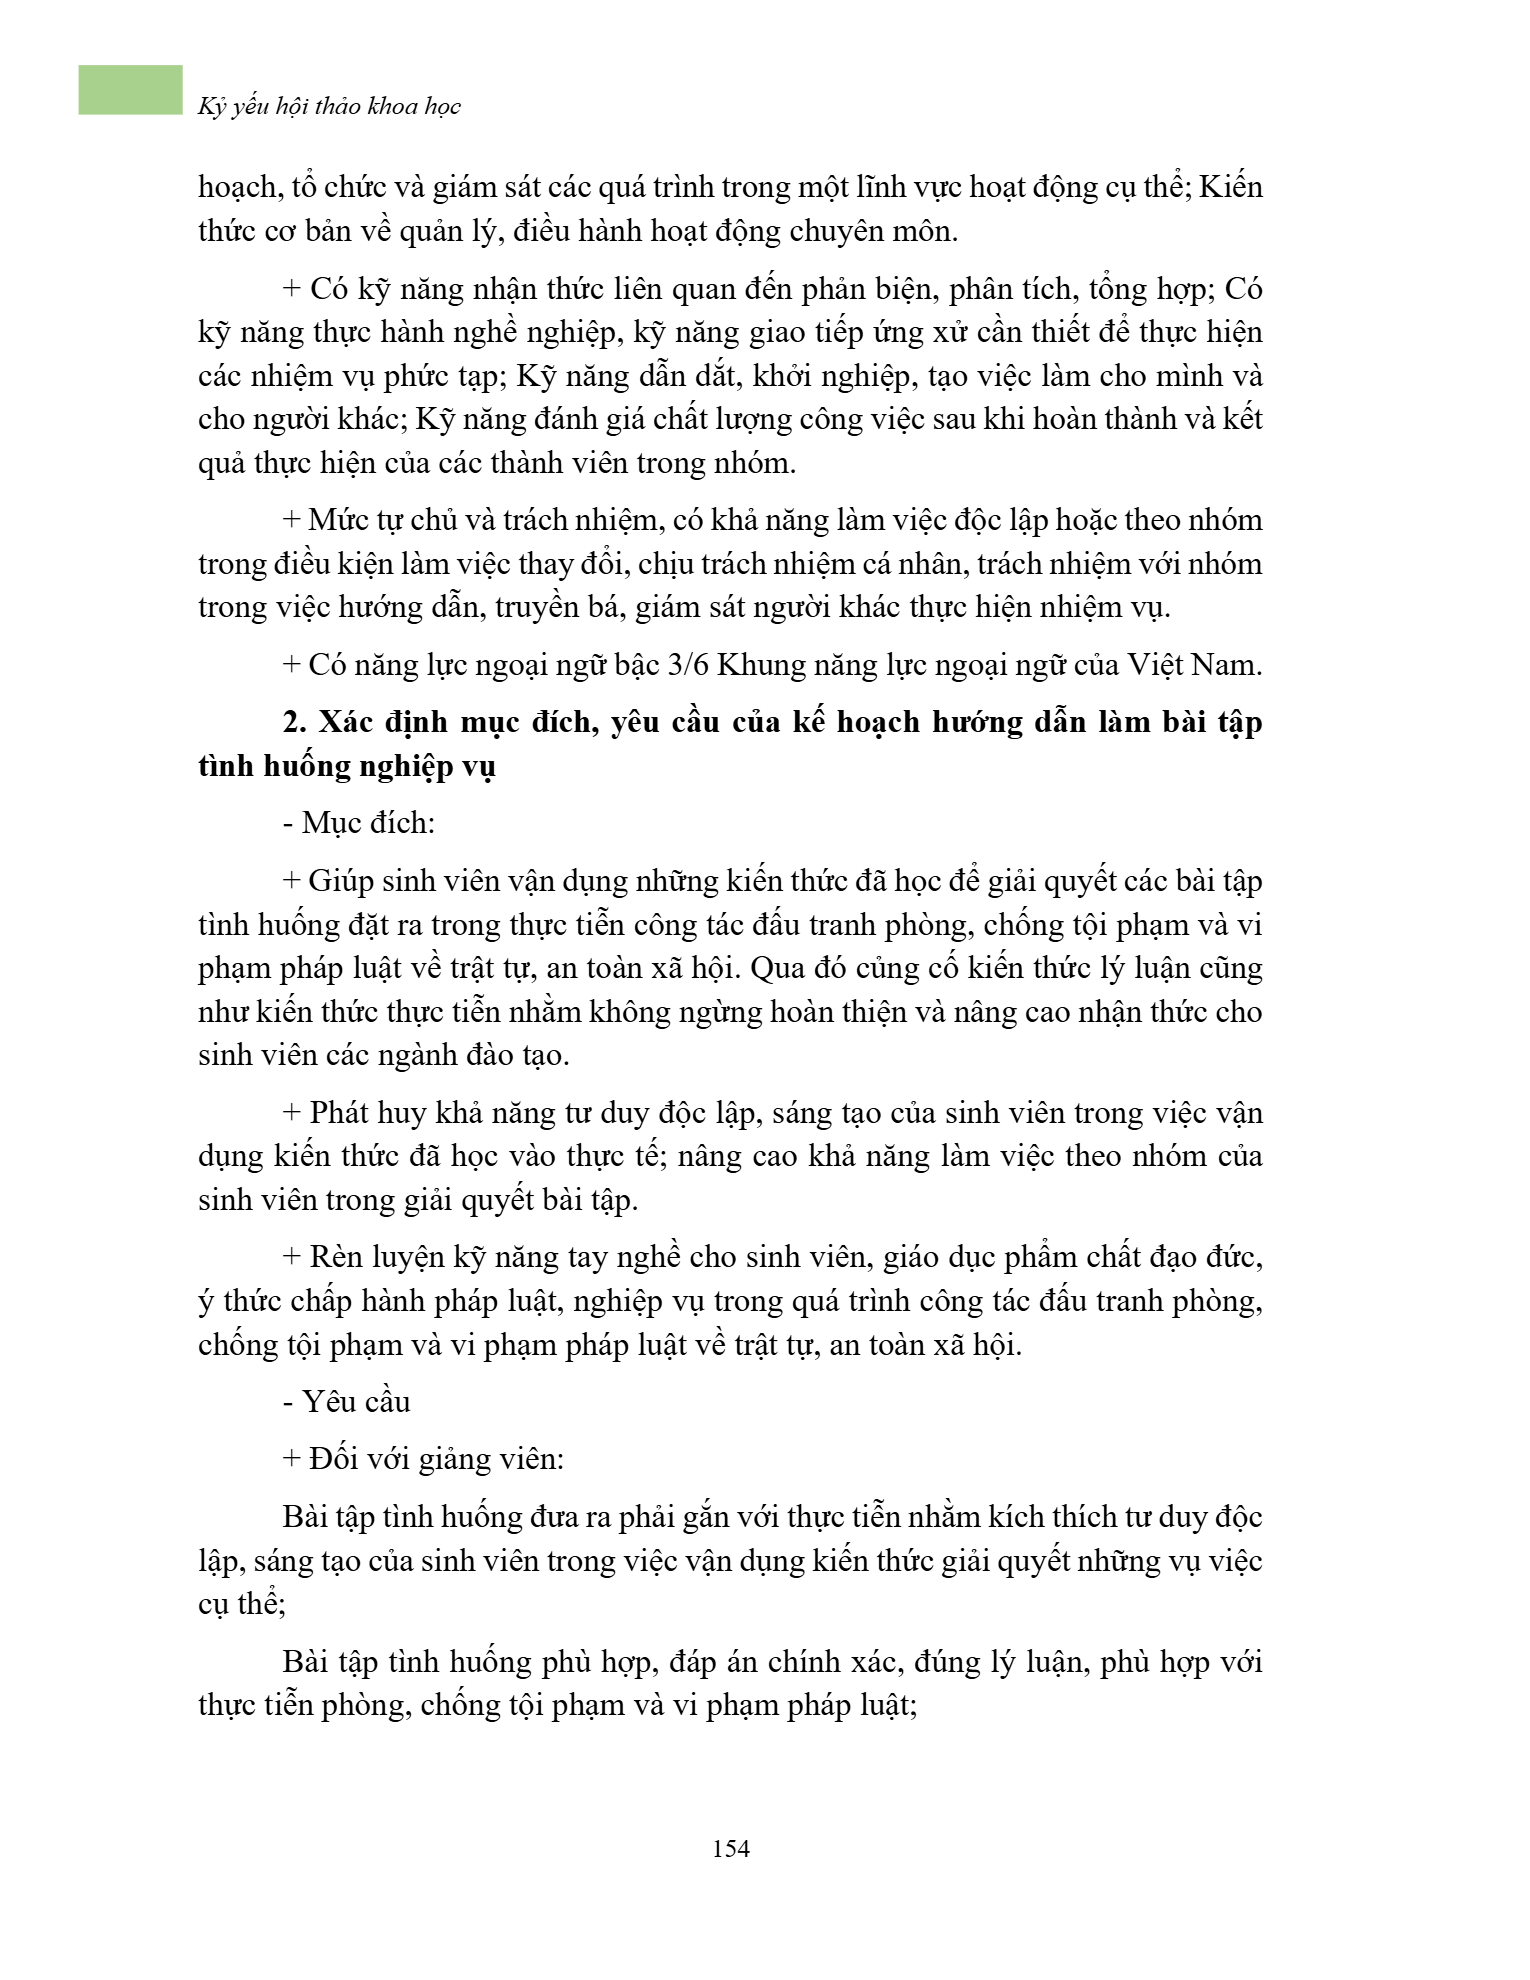 Kỷ yếu hội thảo khoa học
hoạch, tổ chức và giám sát các quá trình trong một lĩnh vực hoạt động cụ thể; Kiến
thức cơ bản về quản lý, điều hành hoạt động chuyên môn.
+ Có kỹ năng nhận thức liên quan đến phản biện, phân tích, tổng hợp; Có
kỹ năng thực hành nghề nghiệp, kỹ năng giao tiếp ứng xử cần thiết để thực hiện
các nhiệm vụ phức tạp; Kỹ năng dẫn dắt, khởi nghiệp, tạo việc làm cho mình và
cho người khác; Kỹ năng đánh giá chất lượng công việc sau khi hoàn thành và kết
quả thực hiện của các thành viên trong nhóm.
+ Mức tự chủ và trách nhiệm, có khả năng làm việc độc lập hoặc theo nhóm
trong điều kiện làm việc thay đổi, chịu trách nhiệm cá nhân, trách nhiệm với nhóm
trong việc hướng dẫn, truyền bá, giám sát người khác thực hiện nhiệm vụ.
+ Có năng lực ngoại ngữ bậc 3/6 Khung năng lực ngoại ngữ của Việt Nam.
2. Xác định mục đích, yêu cầu của kế hoạch hướng dẫn làm bài tập
tình huống nghiệp vụ
- Mục đích:
+ Giúp sinh viên vận dụng những kiến thức đã học để giải quyết các bài tập
tình huống đặt ra trong thực tiễn công tác đấu tranh phòng, chống tội phạm và vi
phạm pháp luật về trật tự, an toàn xã hội. Qua đó củng cố kiến thức lý luận cũng
như kiến thức thực tiễn nhằm không ngừng hoàn thiện và nâng cao nhận thức cho
sinh viên các ngành đào tạo.
+ Phát huy khả năng tư duy độc lập, sáng tạo của sinh viên trong việc vận
dụng kiến thức đã học vào thực tế; nâng cao khả năng làm việc theo nhóm của
sinh viên trong giải quyết bài tập.
+ Rèn luyện kỹ năng tay nghề cho sinh viên, giáo dục phẩm chất đạo đức,
ý thức chấp hành pháp luật, nghiệp vụ trong quá trình công tác đấu tranh phòng,
chống tội phạm và vi phạm pháp luật về trật tự, an toàn xã hội.
- Yêu cầu
+ Đối với giảng viên:
Bài tập tình huống đưa ra phải gắn với thực tiễn nhằm kích thích tư duy độc
lập, sáng tạo của sinh viên trong việc vận dụng kiến thức giải quyết những vụ việc
cụ thể;
Bài tập tình huống phù hợp, đáp án chính xác, đúng lý luận, phù hợp với
thực tiễn phòng, chống tội phạm và vi phạm pháp luật;
154